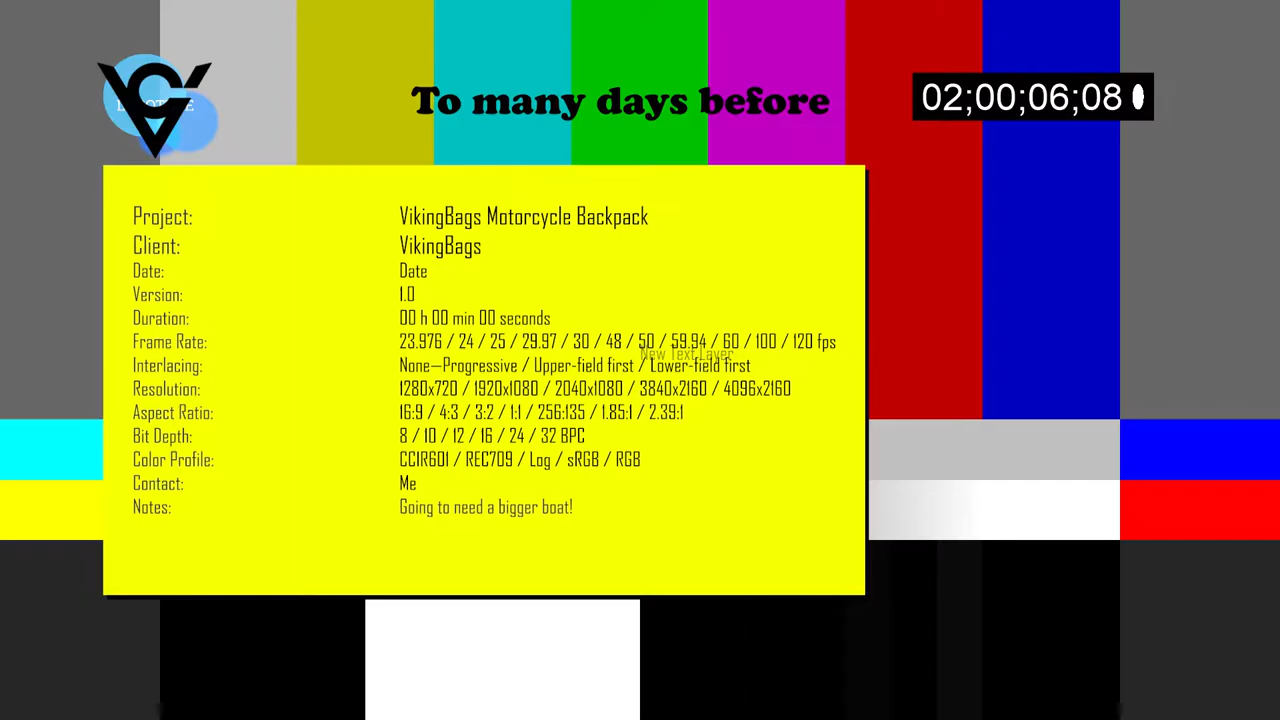 To many days before
02;00;06;08
Project: VikingBags Motorcycle Backpack
Client: VikingBags
Date: Date
Version: 1.0
Duration: 00 h 00 min 00 seconds
Frame Rate: 23.976 / 24 / 25 / 29.97 / 30 / 48 / 50 / 59.94 / 60 / 100 / 120 fps
New Text Layer
Interlacing: None—Progressive / Upper-field first / Lower-field first
Resolution: 1280x720 / 1920x1080 / 2040x1080 / 3840x2160 / 4096x2160
Aspect Ratio: 16:9 / 4:3 / 3:2 / 1:1 / 256:135 / 1.85:1 / 2.39:1
Bit Depth: 8 / 10 / 12 / 16 / 24 / 32 BPC
Color Profile: CCIR601 / REC709 / Log / sRGB / RGB
Contact: Me
Notes: Going to need a bigger boat!